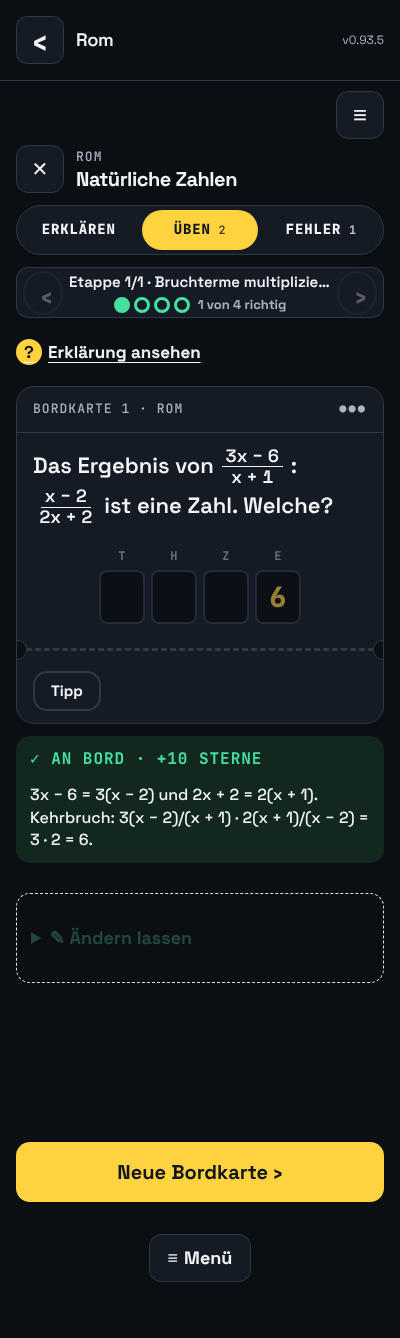 < Rom v0.93.5
≡
× ROM
Natürliche Zahlen
ERKLÄREN ÜBEN 2 FEHLER 1
< Etappe 1/1 · Bruchterme multiplizie... >
1 von 4 richtig
? Erklärung ansehen
BORDKARTE 1 · ROM •••
Das Ergebnis von (3x − 6)/(x + 1) :
(x − 2)/(2x + 2) ist eine Zahl. Welche?
T H Z E
6
Tipp
✓ AN BORD · +10 STERNE
3x − 6 = 3(x − 2) und 2x + 2 = 2(x + 1).
Kehrbruch: 3(x − 2)/(x + 1) · 2(x + 1)/(x − 2) =
3 · 2 = 6.
▶ ✎ Ändern lassen
Neue Bordkarte >
≡ Menü